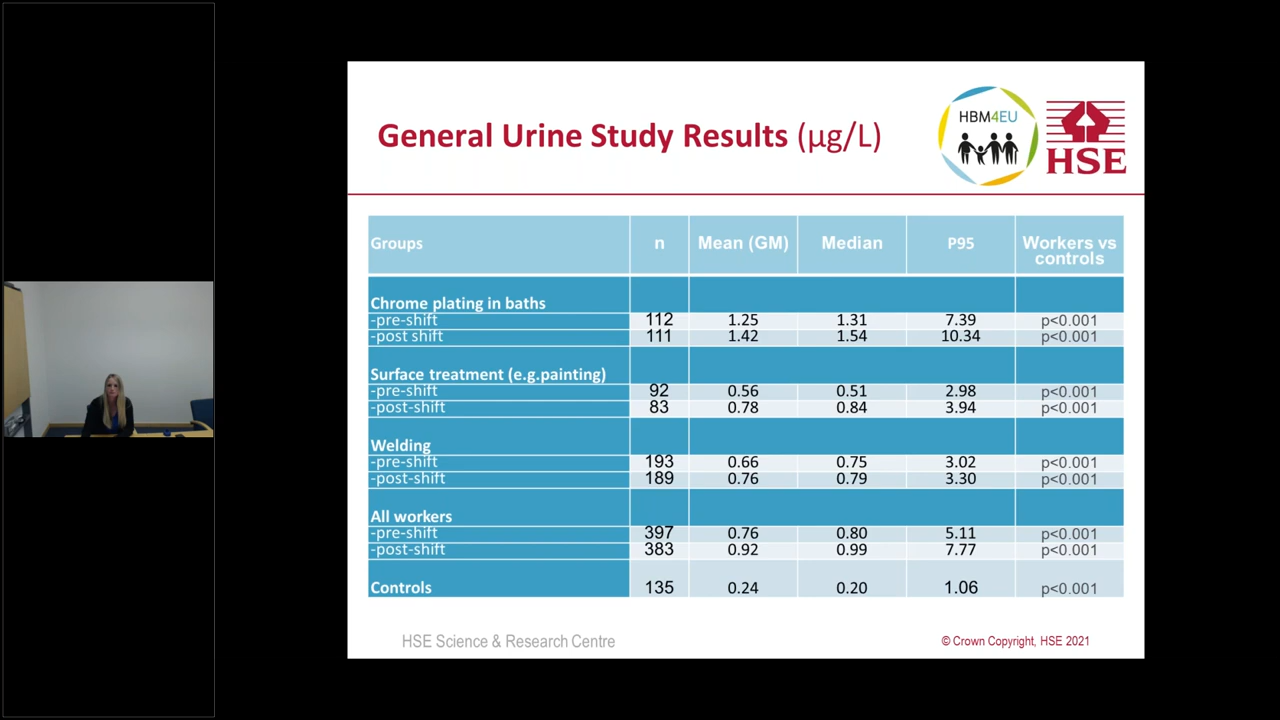 General Urine Study Results (µg/L)
HBM4EU
HSE
Groups n Mean (GM) Median P95 Workers vs controls
Chrome plating in baths
-pre-shift 112 1.25 1.31 7.39 p<0.001
-post shift 111 1.42 1.54 10.34 p<0.001
Surface treatment (e.g.painting)
-pre-shift 92 0.56 0.51 2.98 p<0.001
-post-shift 83 0.78 0.84 3.94 p<0.001
Welding
-pre-shift 193 0.66 0.75 3.02 p<0.001
-post-shift 189 0.76 0.79 3.30 p<0.001
All workers
-pre-shift 397 0.76 0.80 5.11 p<0.001
-post-shift 383 0.92 0.99 7.77 p<0.001
Controls 135 0.24 0.20 1.06 p<0.001
HSE Science & Research Centre
© Crown Copyright, HSE 2021